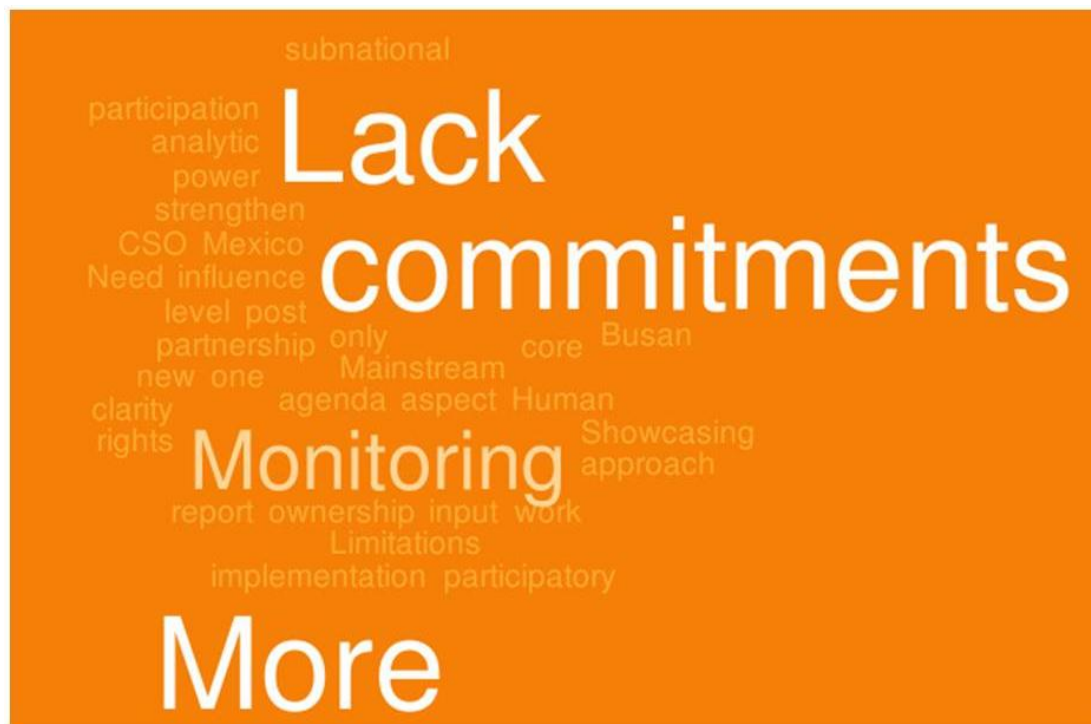 subnational
participation
Lack
analytic
power
strengthen
CSO Mexico
commitments
Need influence
level post
partnership only core Busan
new one Mainstream
clarity agenda aspect Human
rights Monitoring Showcasing
approach
report ownership input work
Limitations
implementation participatory
More